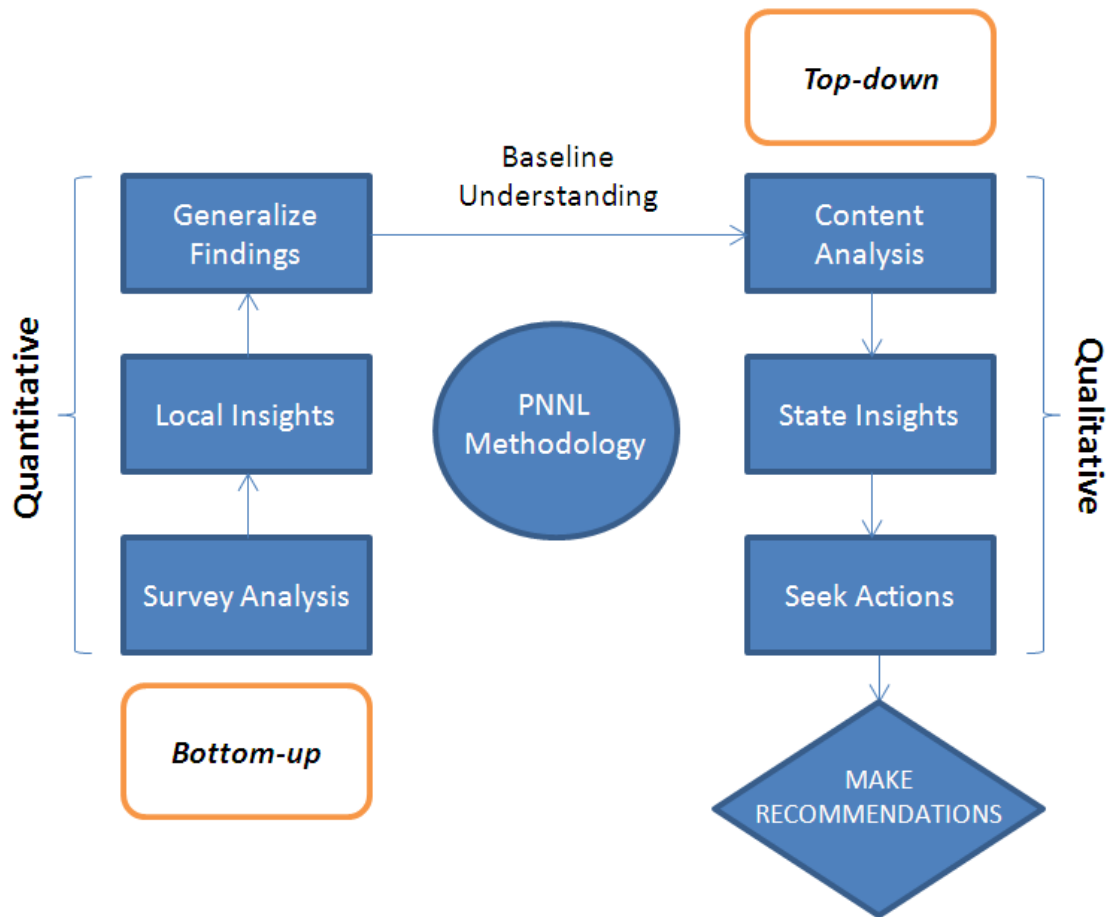 Top-down
Baseline
Understanding
Generalize
Findings
Content
Analysis
Quantitative
Local Insights
PNNL
Methodology
State Insights
Qualitative
Survey Analysis
Seek Actions
Bottom-up
MAKE
RECOMMENDATIONS